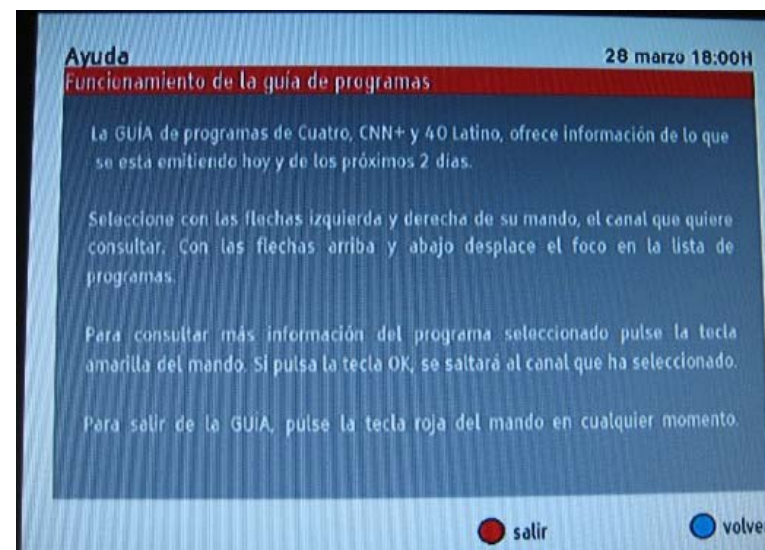 Ayuda
28 marzo 18:00H
Funcionamiento de la guía de programas
La GUÍA de programas de Cuatro, CNN+ y 40 Latino, ofrece información de lo que
se está emitiendo hoy y de los próximos 2 días.
Seleccione con las flechas izquierda y derecha de su mando, el canal que quiere
consultar. Con las flechas arriba y abajo desplace el foco en la lista de
programas.
Para consultar más información del programa seleccionado pulse la tecla
amarilla del mando. Si pulsa la tecla OK, se saltará al canal que ha seleccionado.
Para salir de la GUÍA, pulse la tecla roja del mando en cualquier momento.
salir
volve